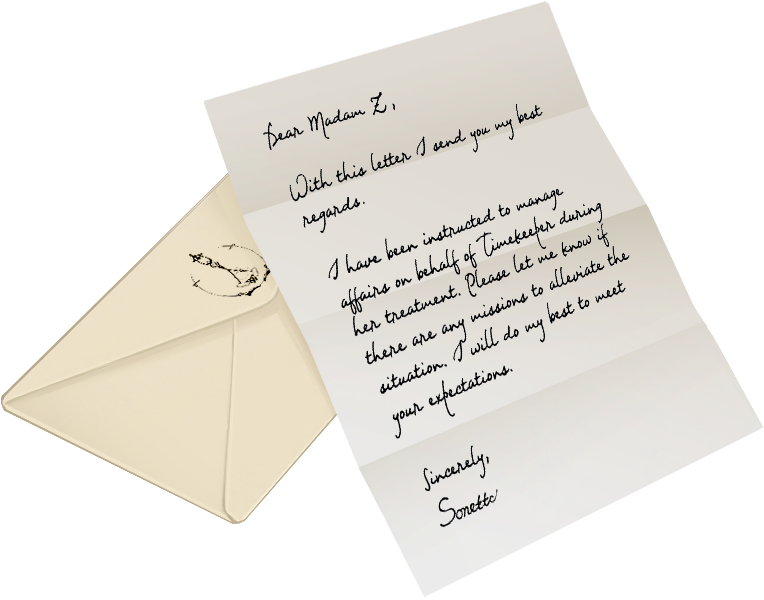 Dear Madam Z,
With this letter I send you my best
regards.
I have been instructed to manage
affairs on behalf of Timekeeper during
her treatment. Please let me know if
there are any missions to alleviate the
situation. I will do my best to meet
your expectations.
Sincerely,
Sonetto